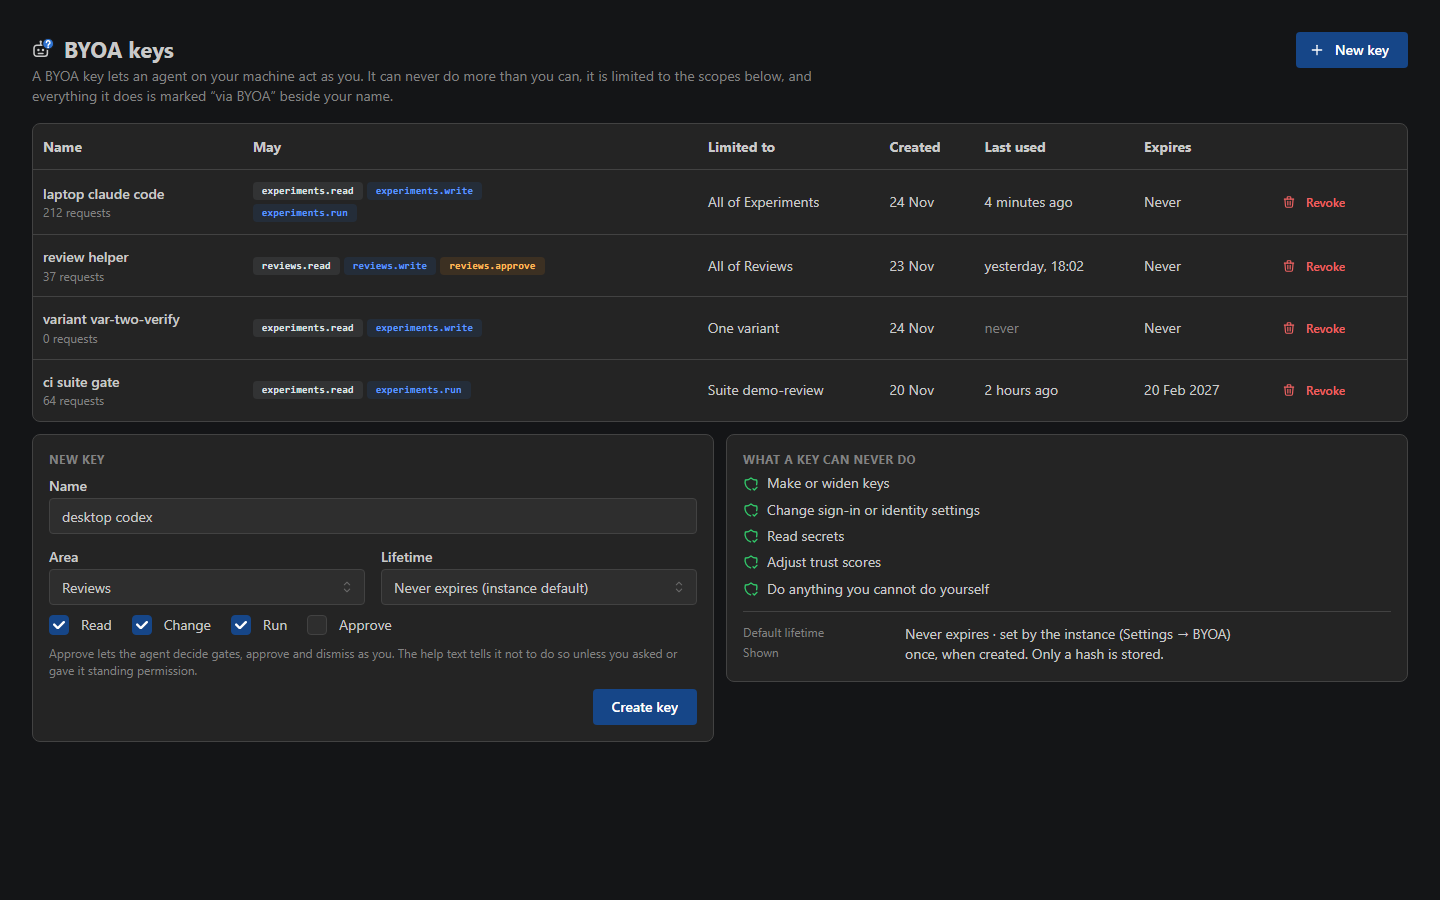 BYOA keys
New key
A BYOA key lets an agent on your machine act as you. It can never do more than you can, it is limited to the scopes below, and
everything it does is marked “via BYOA” beside your name.
Name May Limited to Created Last used Expires
laptop claude code
212 requests
experiments.read experiments.write
experiments.run
All of Experiments 24 Nov 4 minutes ago Never Revoke
review helper
37 requests
reviews.read reviews.write reviews.approve
All of Reviews 23 Nov yesterday, 18:02 Never Revoke
variant var-two-verify
0 requests
experiments.read experiments.write
One variant 24 Nov never Never Revoke
ci suite gate
64 requests
experiments.read experiments.run
Suite demo-review 20 Nov 2 hours ago 20 Feb 2027 Revoke
NEW KEY
Name
desktop codex
Area Lifetime
Reviews Never expires (instance default)
Read Change Run Approve
Approve lets the agent decide gates, approve and dismiss as you. The help text tells it not to do so unless you asked or
gave it standing permission.
Create key
WHAT A KEY CAN NEVER DO
Make or widen keys
Change sign-in or identity settings
Read secrets
Adjust trust scores
Do anything you cannot do yourself
Default lifetime Never expires · set by the instance (Settings → BYOA)
Shown once, when created. Only a hash is stored.